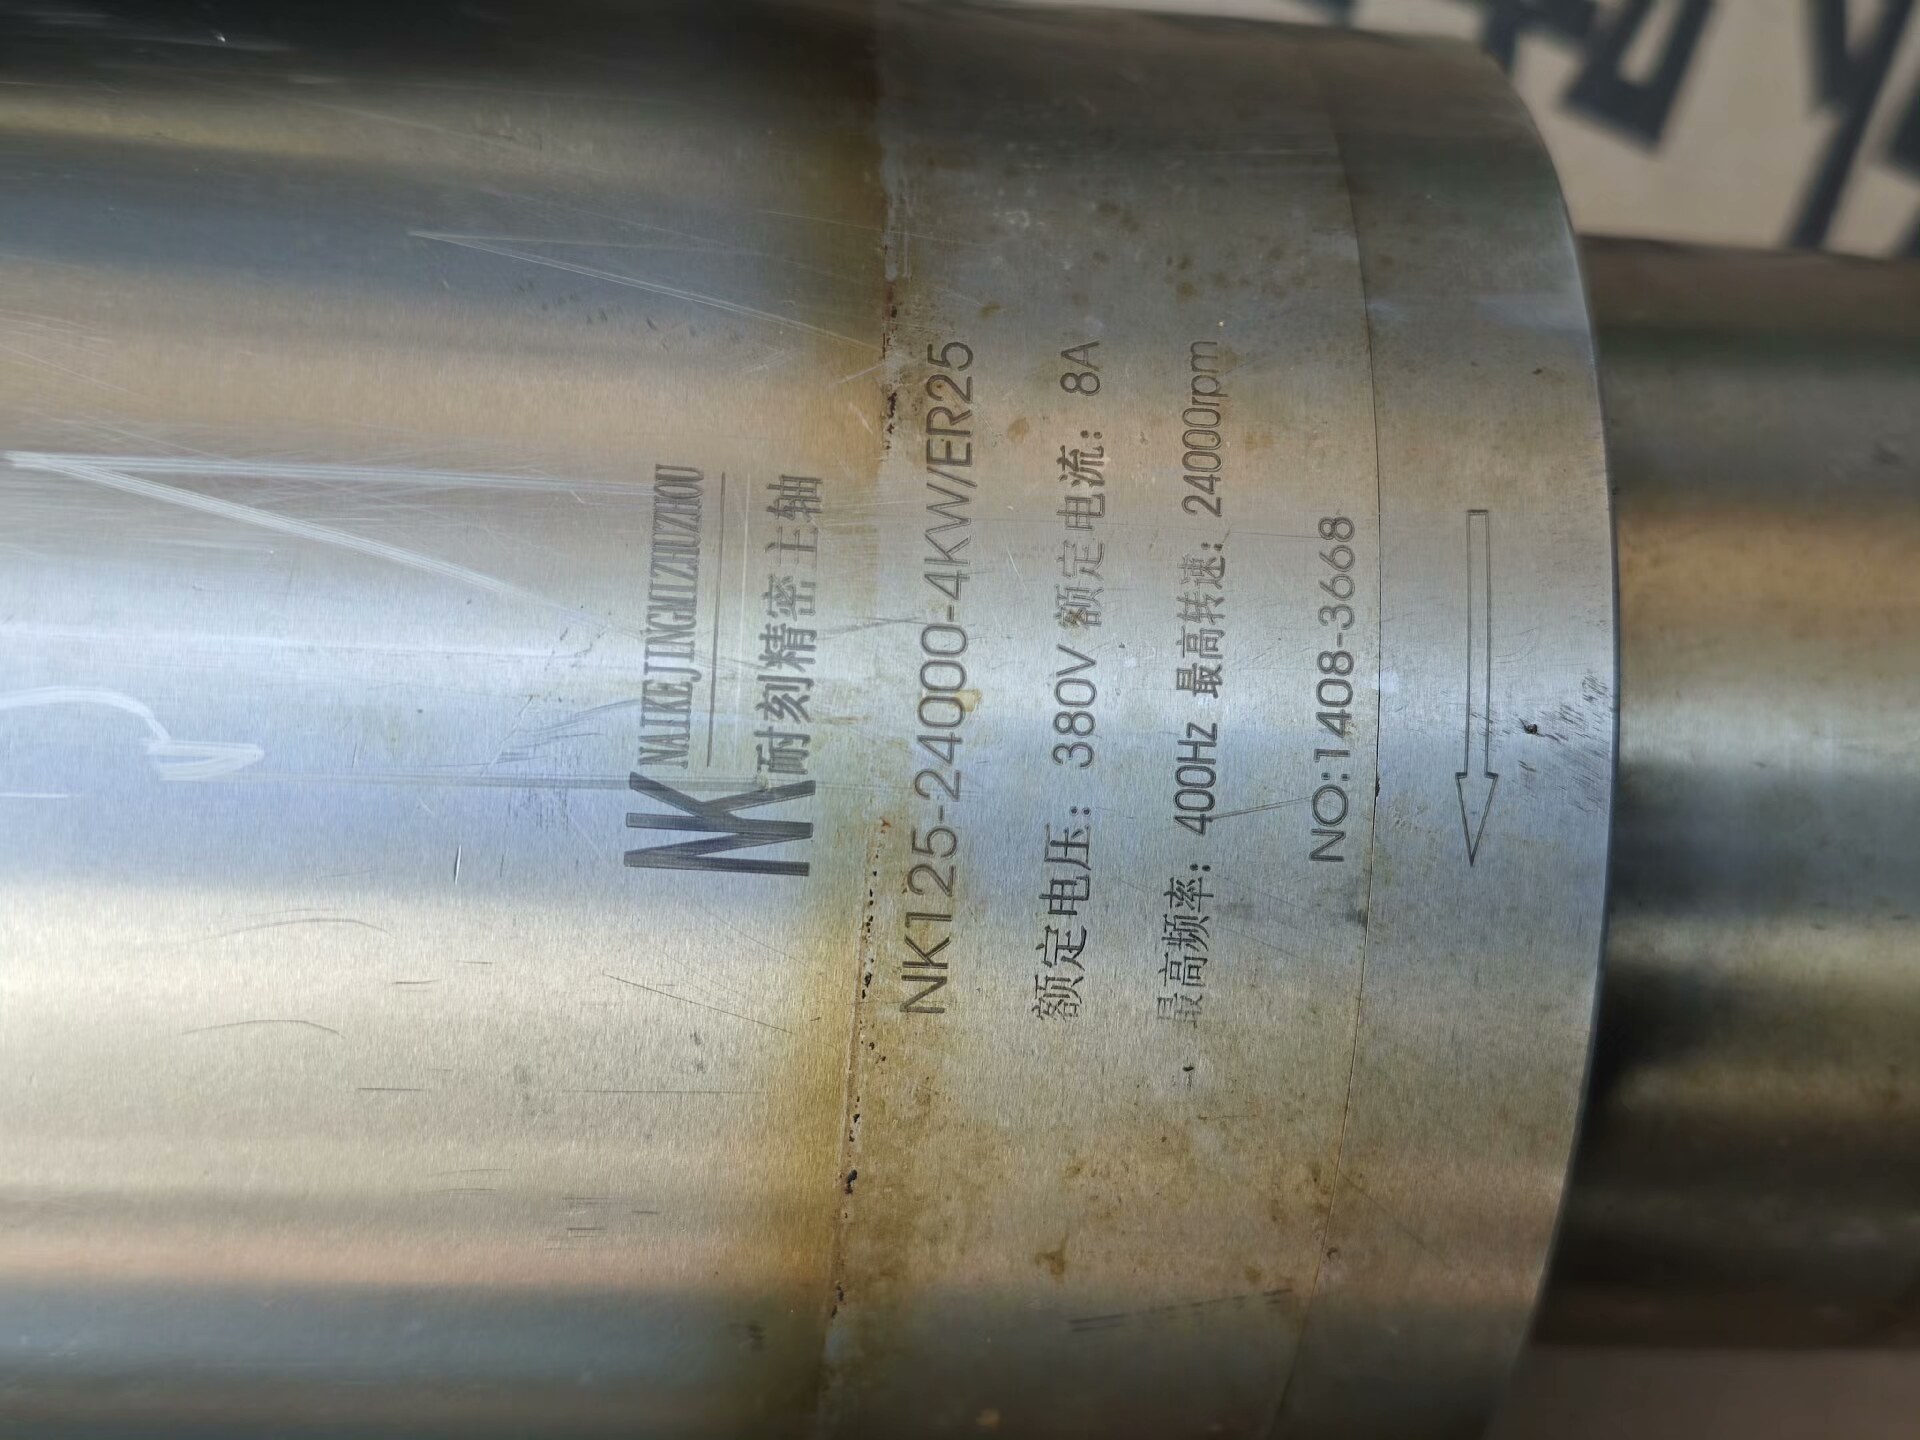 NK NAIKEJINGMIZHUZHOU
耐刻精密主轴
NK125-24000-4KW/ER25
额定电压：380V 额定电流：8A
最高频率：400Hz 最高转速：24000rpm
NO:1408-3668